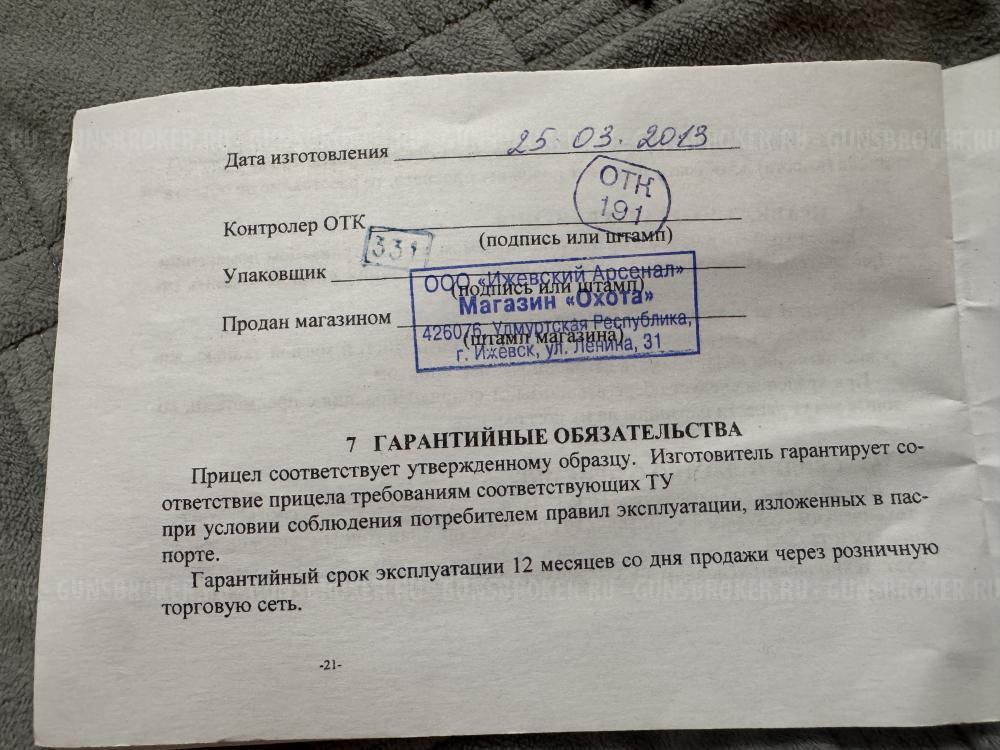 Дата изготовления 25.03.2013
ОТК
191
Контролер ОТК
(подпись или штамп)
331
Упаковщик
(подпись или штамп)
ООО «Ижевский Арсенал»
Магазин «Охота»
426076, Удмуртская Республика,
г. Ижевск, ул. Ленина, 31
Продан магазином
(штамп магазина)
7 ГАРАНТИЙНЫЕ ОБЯЗАТЕЛЬСТВА
Прицел соответствует утвержденному образцу. Изготовитель гарантирует со-
ответствие прицела требованиям соответствующих ТУ
при условии соблюдения потребителем правил эксплуатации, изложенных в пас-
порте.
Гарантийный срок эксплуатации 12 месяцев со дня продажи через розничную
торговую сеть.
-21-
GUNSBROKER.RU